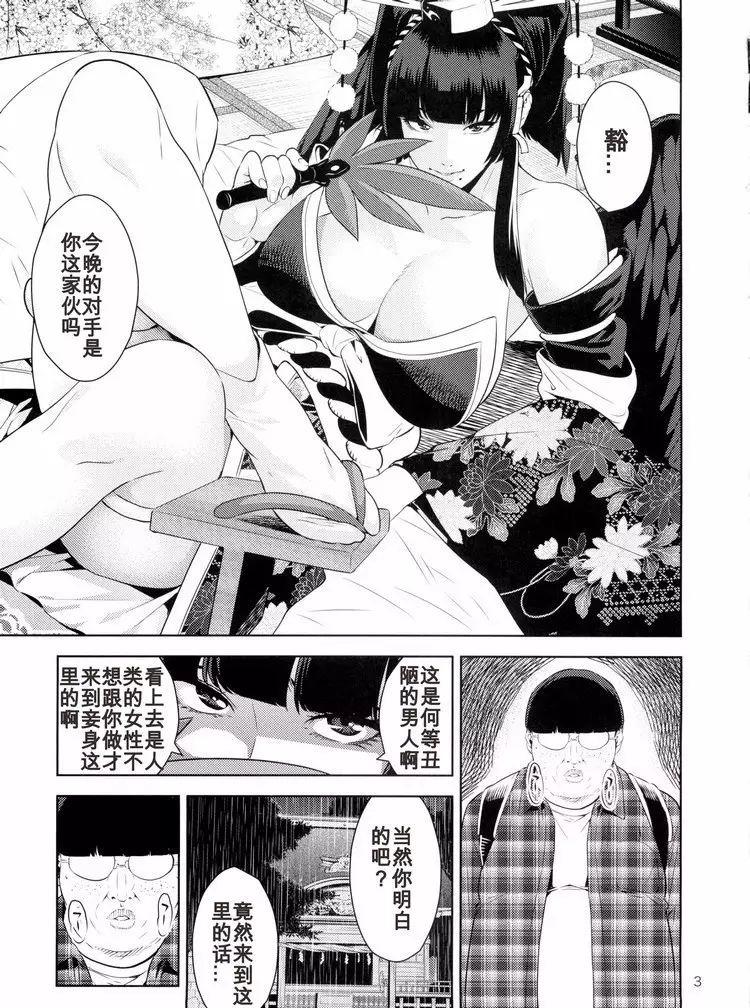 豁…
今晚的对手是
你这家伙吗
这是何等丑
陋的男人啊
看上去是人
类的女性不
想跟你做才
来到妾身这
里的啊
当然你明白
的吧？
竟然来到这
里的话…
3